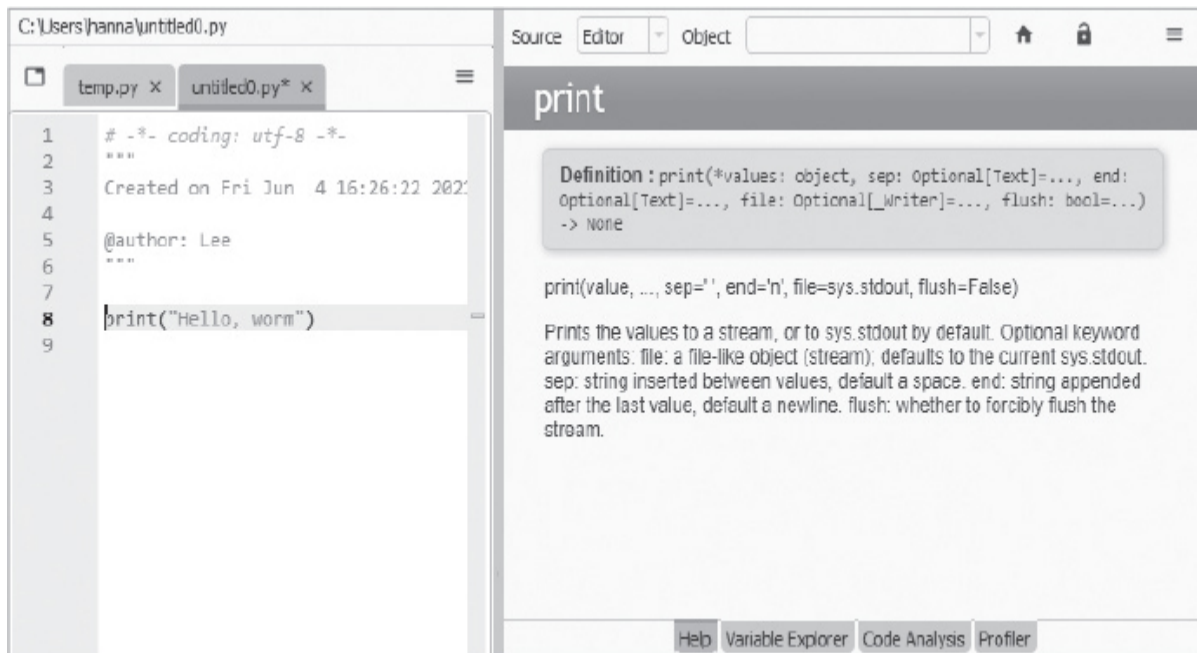 C:\Users\hanna\untitled0.py
temp.py ×
untitled0.py* ×
1 # -*- coding: utf-8 -*-
2 """
3 Created on Fri Jun 4 16:26:22
4
5 @author: Lee
6 """
7
8 print("Hello, worm")
9
Source Editor Object
print
Definition : print(*values: object, sep: Optional[Text]=..., end:
Optional[Text]=..., file: Optional[_Writer]=..., flush: bool=...)
-> None
print(value, ..., sep=' ', end='n', file=sys.stdout, flush=False)
Prints the values to a stream, or to sys.stdout by default. Optional keyword
arguments: file: a file-like object (stream); defaults to the current sys.stdout.
sep: string inserted between values, default a space. end: string appended
after the last value, default a newline. flush: whether to forcibly flush the
stream.
Help Variable Explorer Code Analysis Profiler